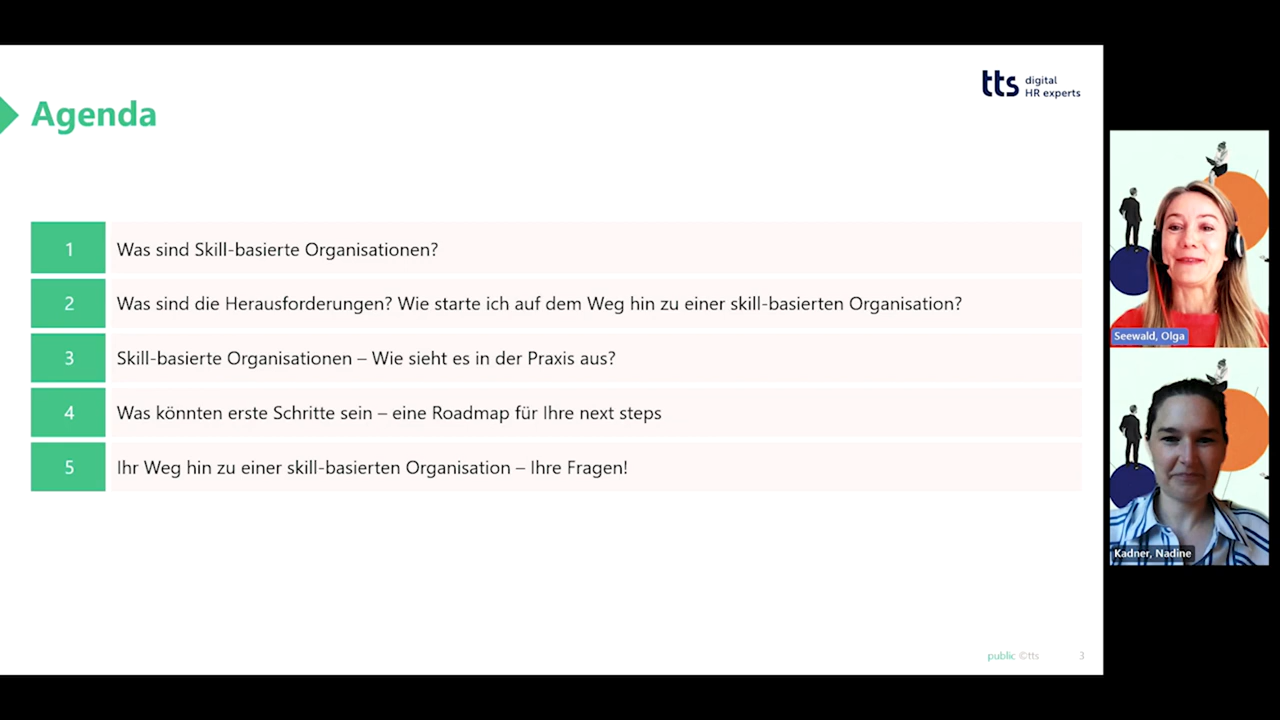 tts digital
HR experts
Agenda
1 Was sind Skill-basierte Organisationen?
2 Was sind die Herausforderungen? Wie starte ich auf dem Weg hin zu einer skill-basierten Organisation?
3 Skill-basierte Organisationen – Wie sieht es in der Praxis aus?
4 Was könnten erste Schritte sein – eine Roadmap für Ihre next steps
5 Ihr Weg hin zu einer skill-basierten Organisation – Ihre Fragen!
Seewald, Olga
Kadner, Nadine
public ©tts 3